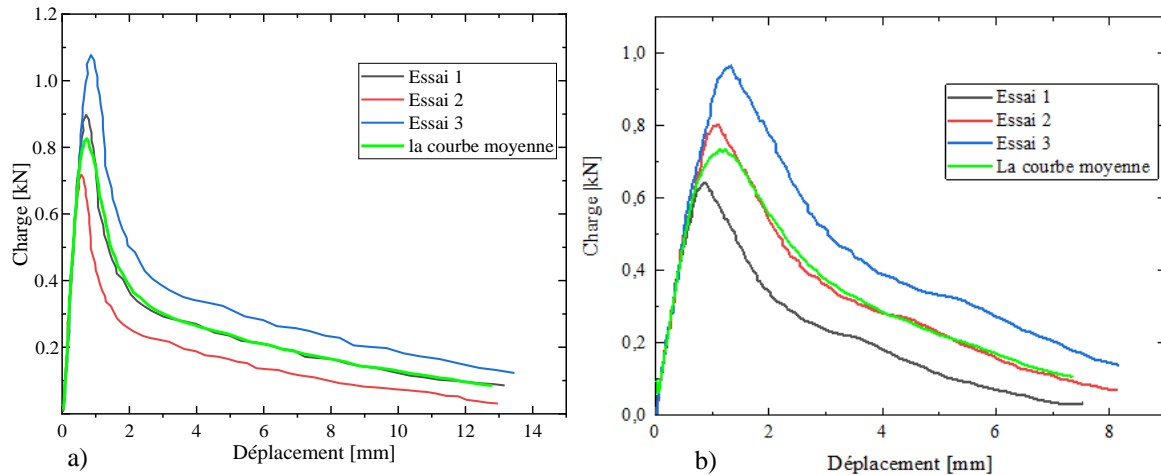 1.2
1.0
0.8
0.6
0.4
0.2
Charge [kN]
0 2 4 6 8 10 12 14
Déplacement [mm]
a)
Essai 1
Essai 2
Essai 3
la courbe moyenne
1,0
0,8
0,6
0,4
0,2
0,0
Charge |kN]
0 2 4 6 8
Déplacement [mm]
b)
Essai 1
Essai 2
Essai 3
La courbe moyenne